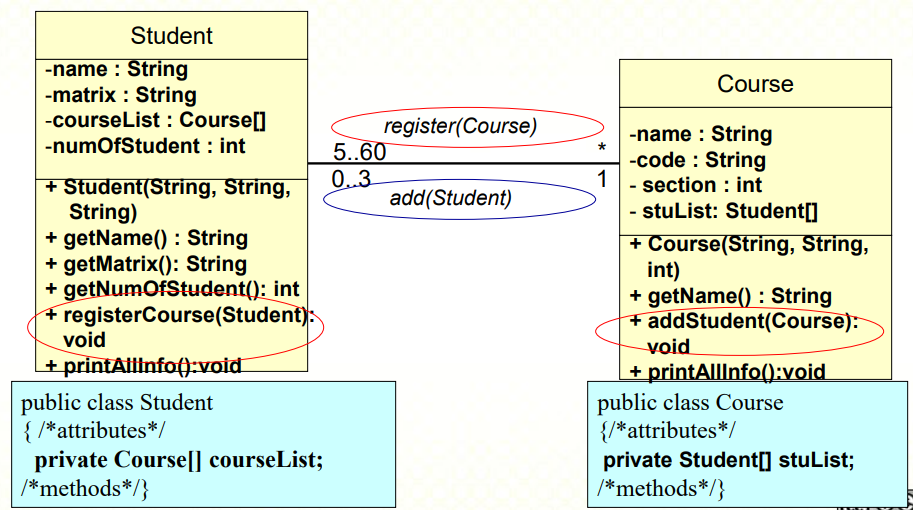 Student
-name : String
-matrix : String
-courseList : Course[]
-numOfStudent : int
+ Student(String, String,
String)
+ getName() : String
+ getMatrix(): String
+ getNumOfStudent(): int
+ registerCourse(Student):
void
+ printAllInfo():void
register(Course)
5..60
*
0..3
1
add(Student)
Course
-name : String
-code : String
- section : int
- stuList: Student[]
+ Course(String, String,
int)
+ getName() : String
+ addStudent(Course):
void
+ printAllInfo():void
public class Student
{ /*attributes*/
private Course[] courseList;
/*methods*/}
public class Course
{/*attributes*/
private Student[] stuList;
/*methods*/}